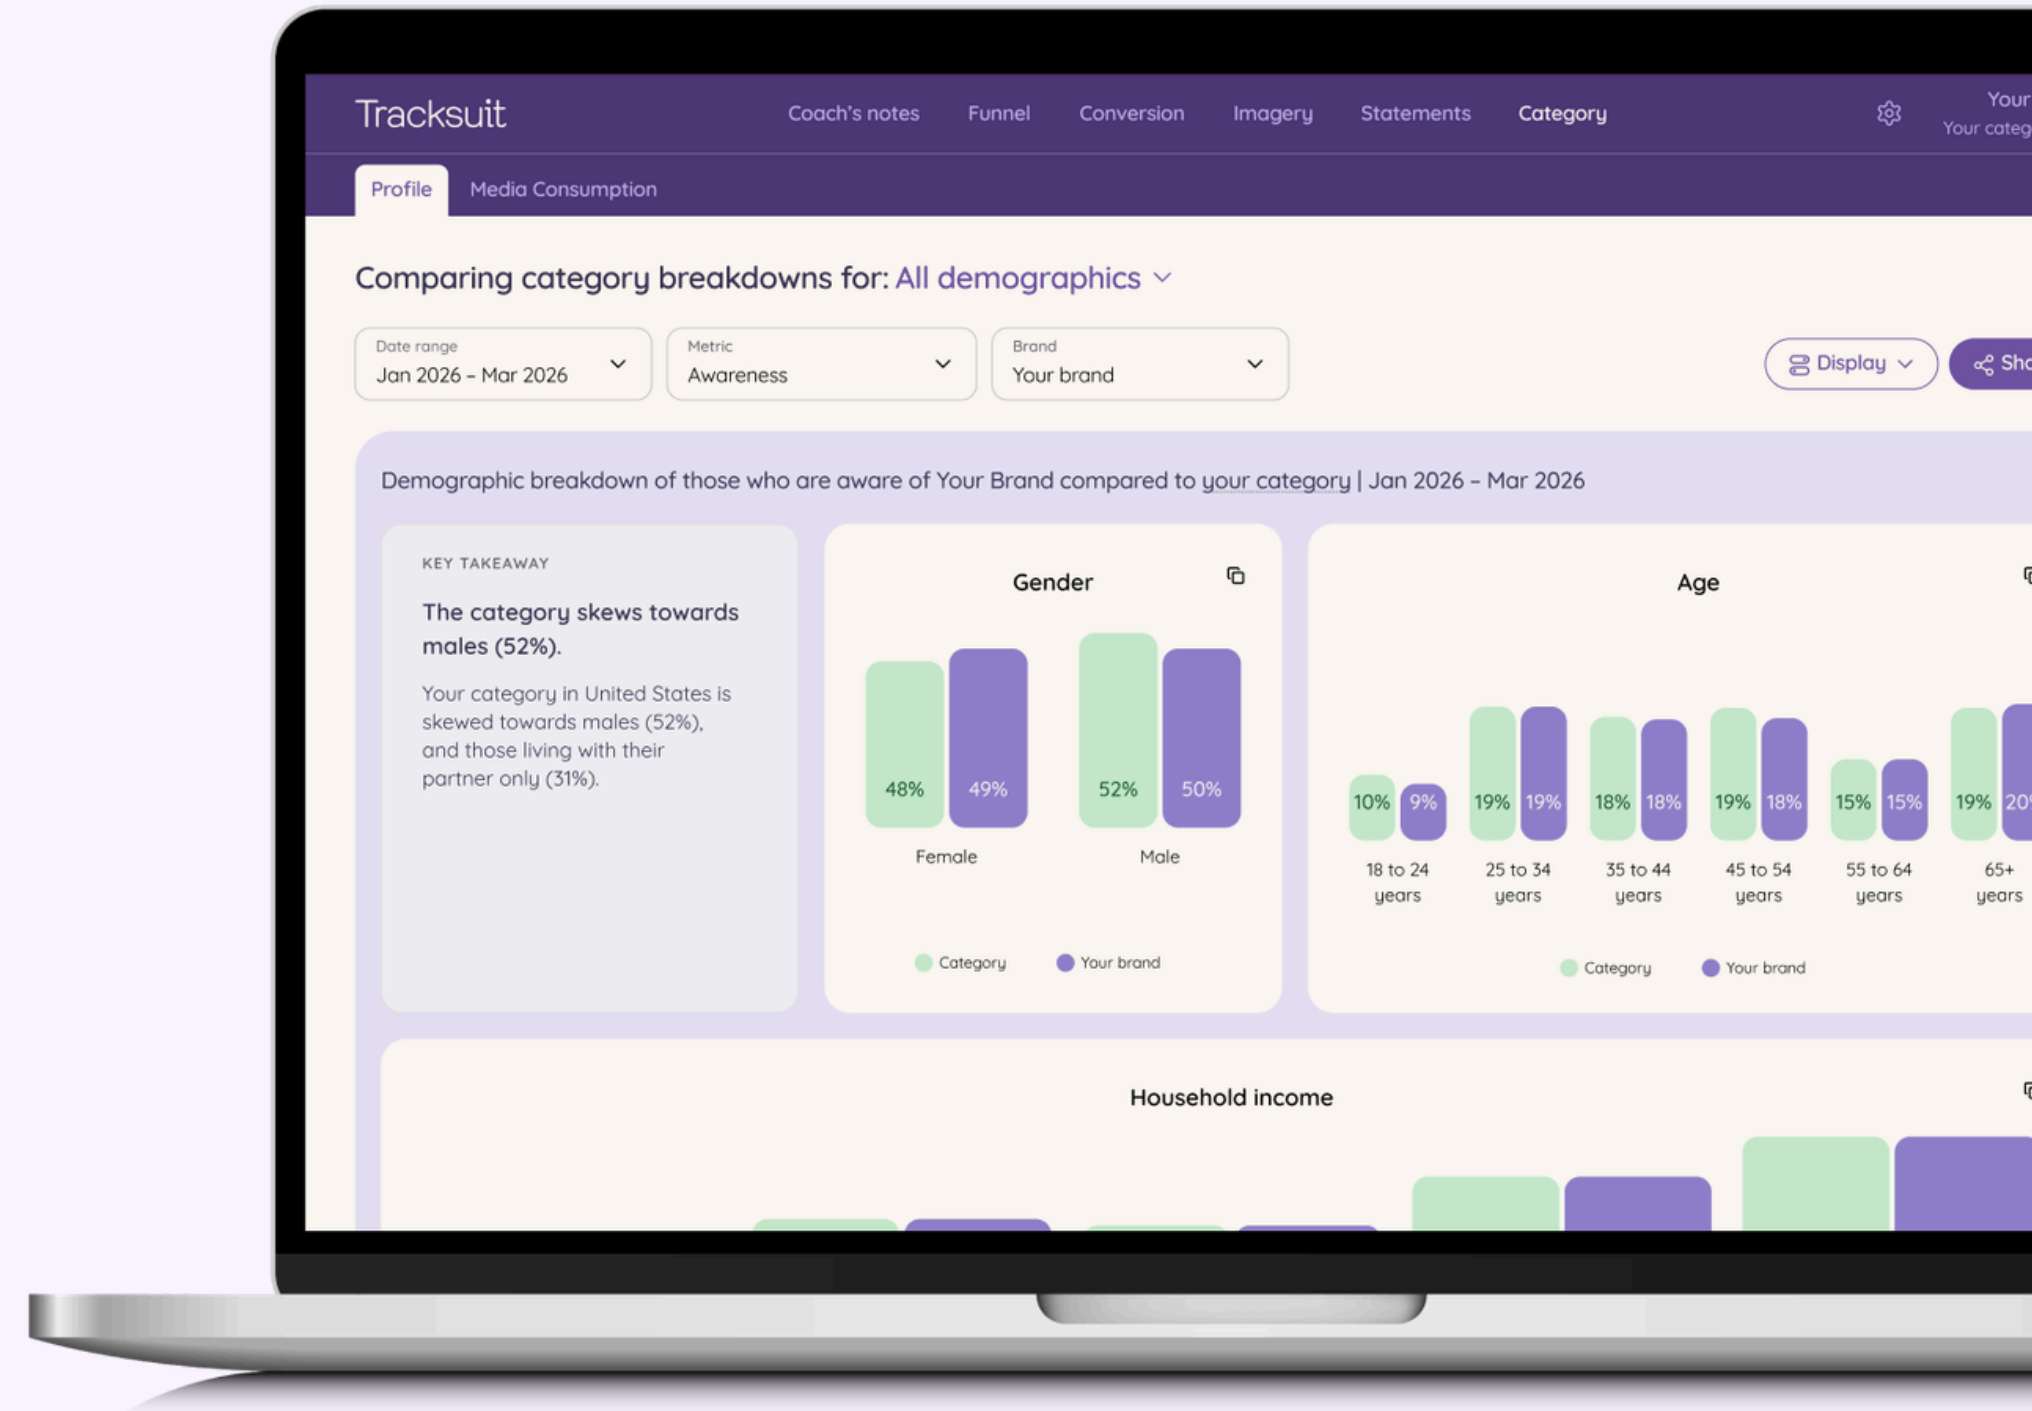 Tracksuit
Coach's notes
Funnel
Conversion
Imagery
Statements
Category
Your
Your categ
Profile
Media Consumption
Comparing category breakdowns for: All demographics
Date range
Jan 2026 – Mar 2026
Metric
Awareness
Brand
Your brand
Display
Sha
Demographic breakdown of those who are aware of Your Brand compared to your category | Jan 2026 – Mar 2026
KEY TAKEAWAY
The category skews towards
males (52%).
Your category in United States is
skewed towards males (52%),
and those living with their
partner only (31%).
Gender
48%
49%
52%
50%
Female
Male
Category
Your brand
Age
10%
9%
19%
19%
18%
18%
19%
18%
15%
15%
19%
20%
18 to 24
years
25 to 34
years
35 to 44
years
45 to 54
years
55 to 64
years
65+
years
Category
Your brand
Household income